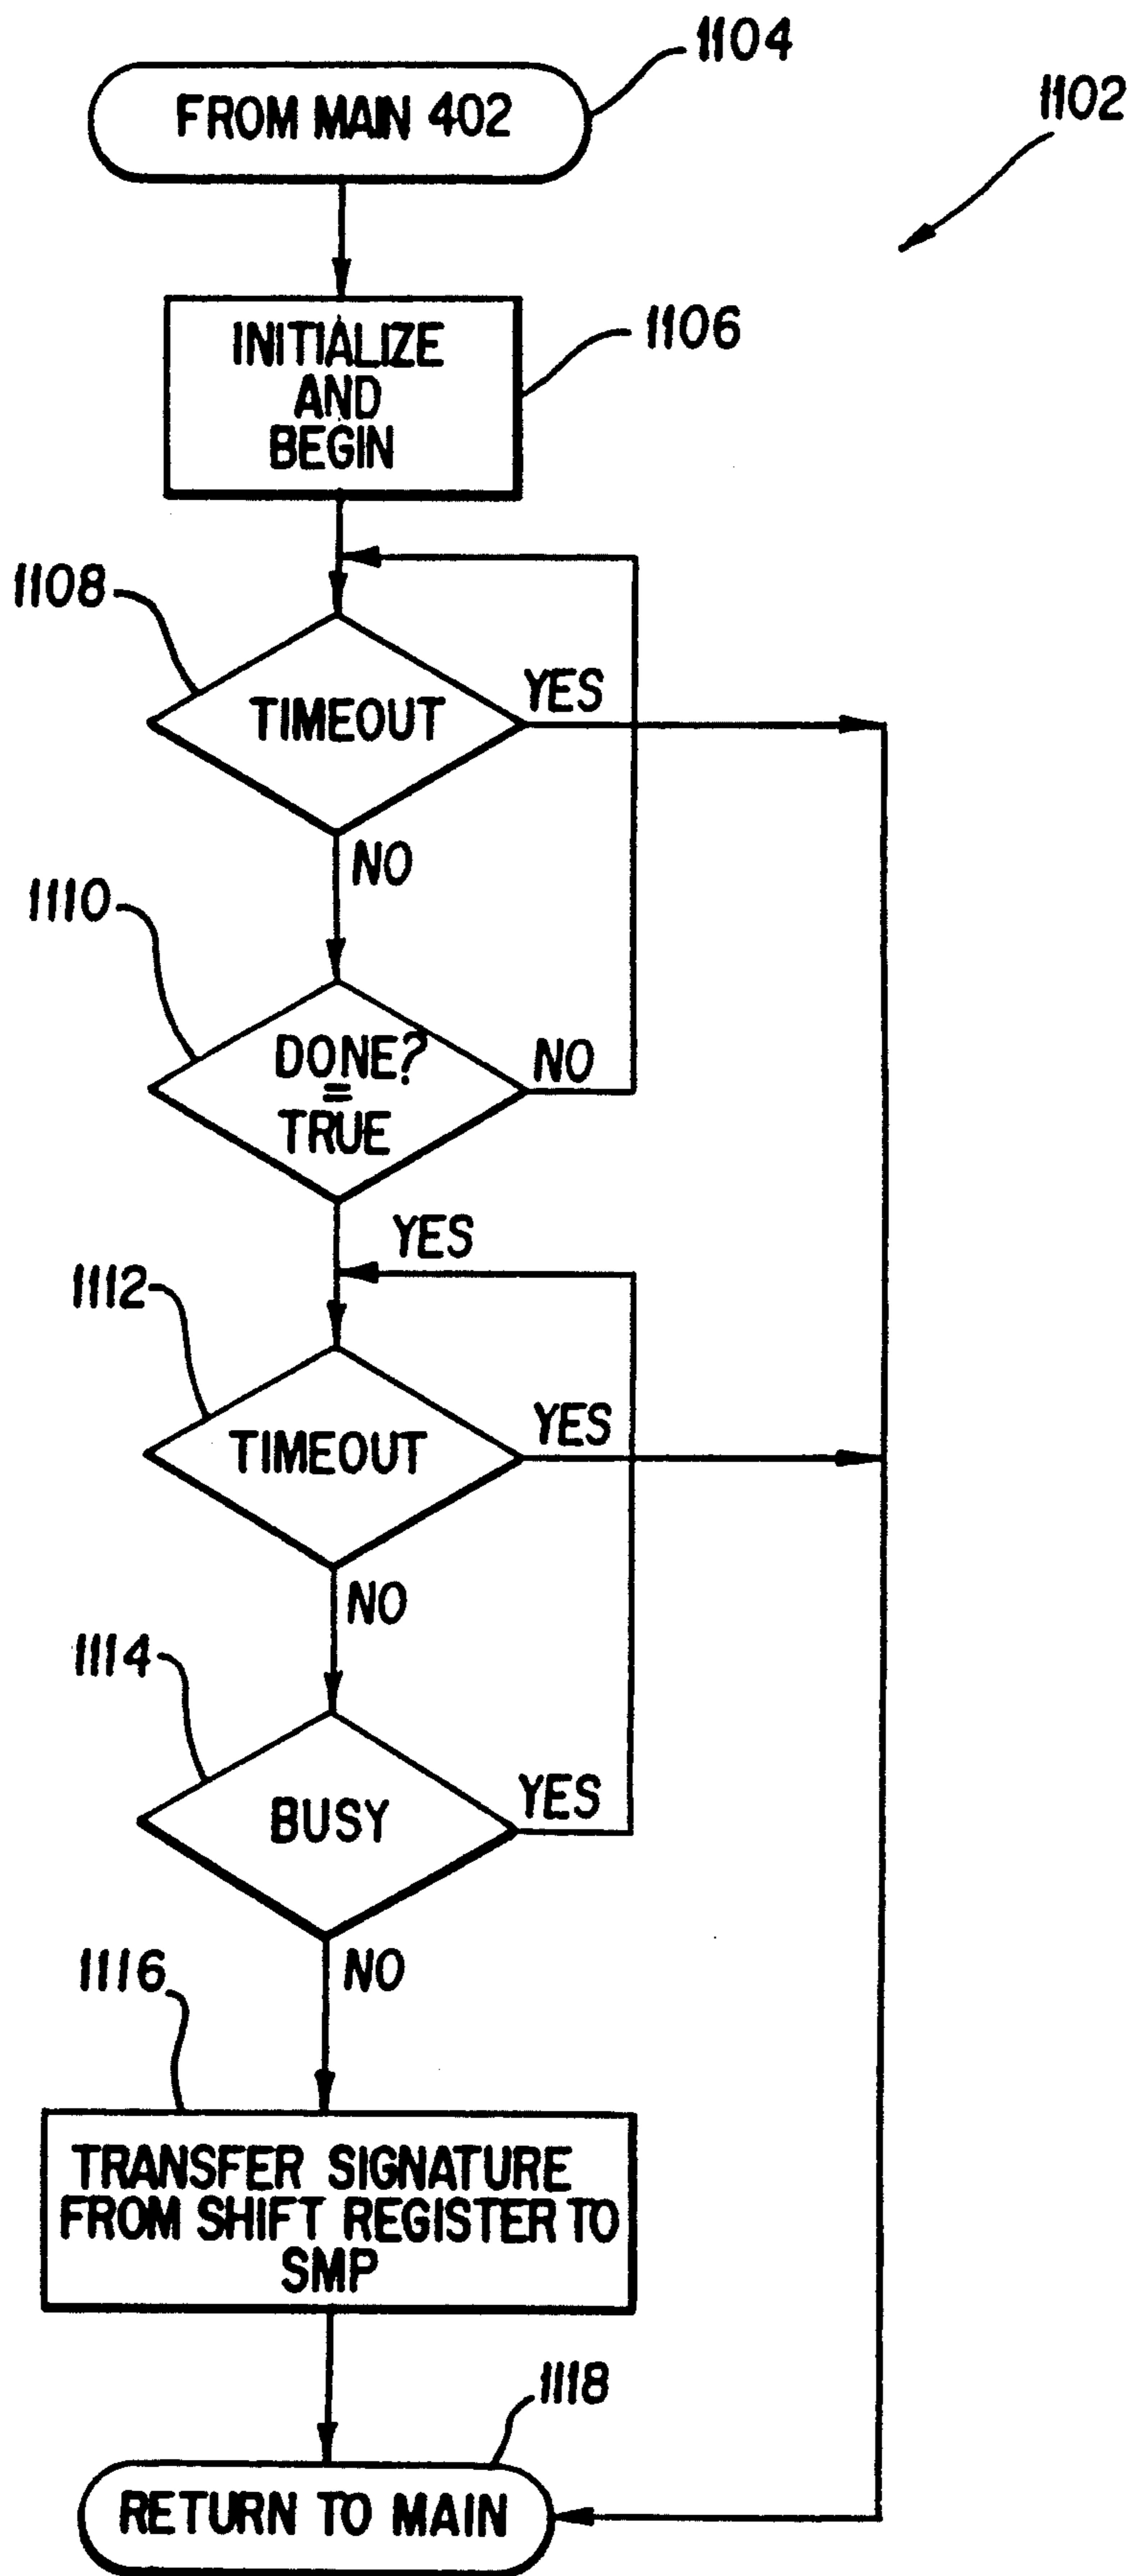 1104
FROM MAIN 402
1102
INITIALIZE
AND
BEGIN
1106
1108
TIMEOUT
YES
NO
1110
DONE?
=
TRUE
NO
YES
1112
TIMEOUT
YES
NO
1114
BUSY
YES
NO
1116
TRANSFER SIGNATURE
FROM SHIFT REGISTER TO
SMP
1118
RETURN TO MAIN